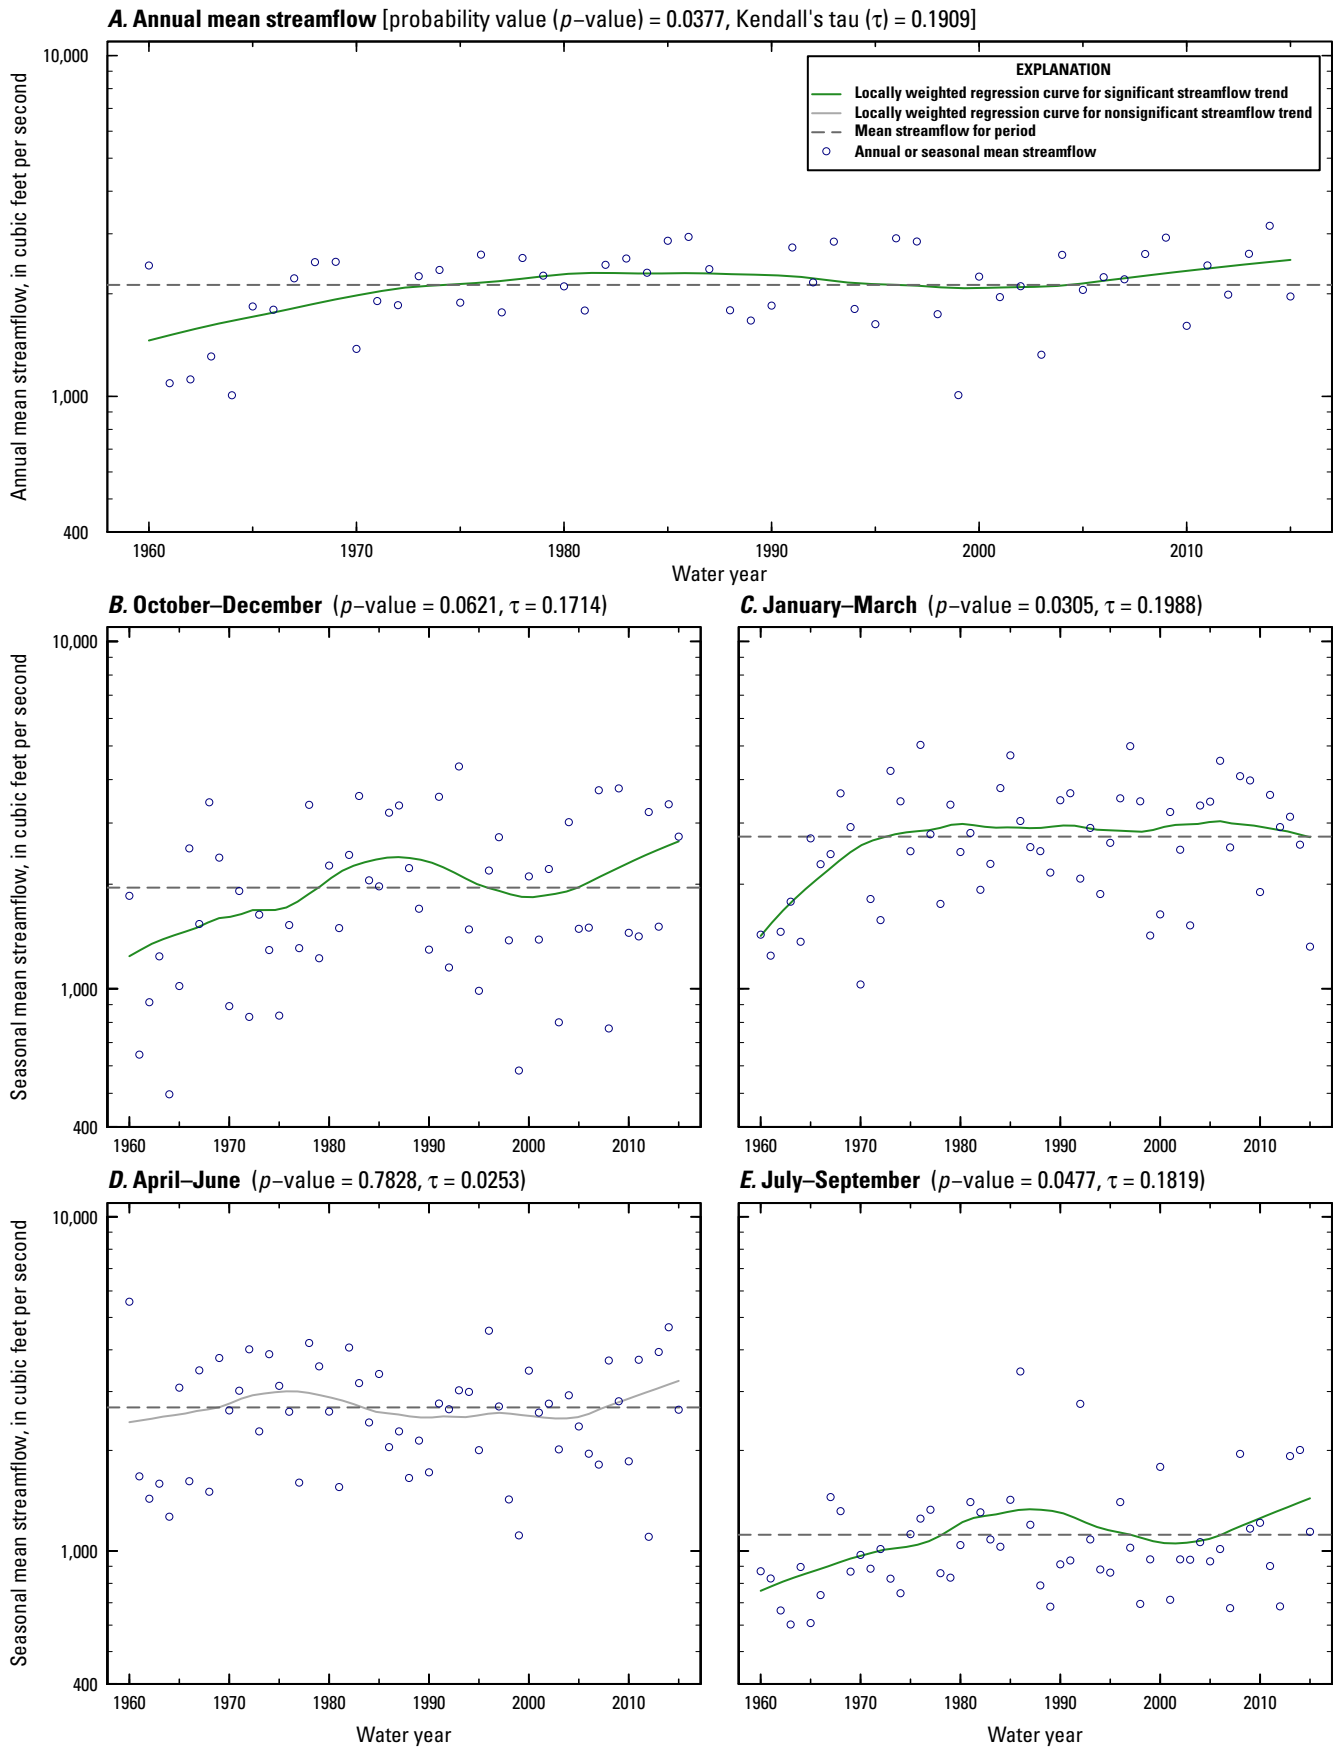 A. Annual mean streamflow [probability value (p−value) = 0.0377, Kendall's tau (τ) = 0.1909]
Annual mean streamflow, in cubic feet per second
10,000
1,000
400
EXPLANATION
Locally weighted regression curve for significant streamflow trend
Locally weighted regression curve for nonsignificant streamflow trend
Mean streamflow for period
Annual or seasonal mean streamflow
1960 1970 1980 1990 2000 2010
Water year
B. October–December (p−value = 0.0621, τ = 0.1714)
Seasonal mean streamflow, in cubic feet per second
10,000
1,000
400
1960 1970 1980 1990 2000 2010
C. January–March (p−value = 0.0305, τ = 0.1988)
1960 1970 1980 1990 2000 2010
D. April–June (p−value = 0.7828, τ = 0.0253)
Seasonal mean streamflow, in cubic feet per second
10,000
1,000
400
1960 1970 1980 1990 2000 2010
Water year
E. July–September (p−value = 0.0477, τ = 0.1819)
1960 1970 1980 1990 2000 2010
Water year